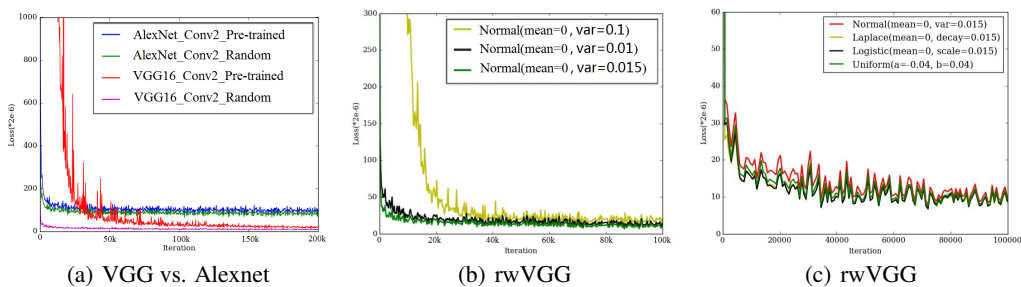 1000
800
600
400
200
0
Loss(*2e-6)
AlexNet_Conv2_Pre-trained
AlexNet_Conv2_Random
VGG16_Conv2_Pre-trained
VGG16_Conv2_Random
0
50k
100k
150k
200k
Iteration
(a) VGG vs. Alexnet
300
250
200
150
100
50
0
Loss(*2e-6)
Normal(mean=0, var=0.1)
Normal(mean=0, var=0.01)
Normal(mean=0, var=0.015)
0
20k
40k
60k
80k
100k
Iteration
(b) rwVGG
60
50
40
30
20
10
0
Loss(*2e-6)
Normal(mean=0, var=0.015)
Laplace(mean=0, decay=0.015)
Logistic(mean=0, scale=0.015)
Uniform(a=-0.04, b=0.04)
0
20000
40000
60000
80000
100000
Iteration
(c) rwVGG